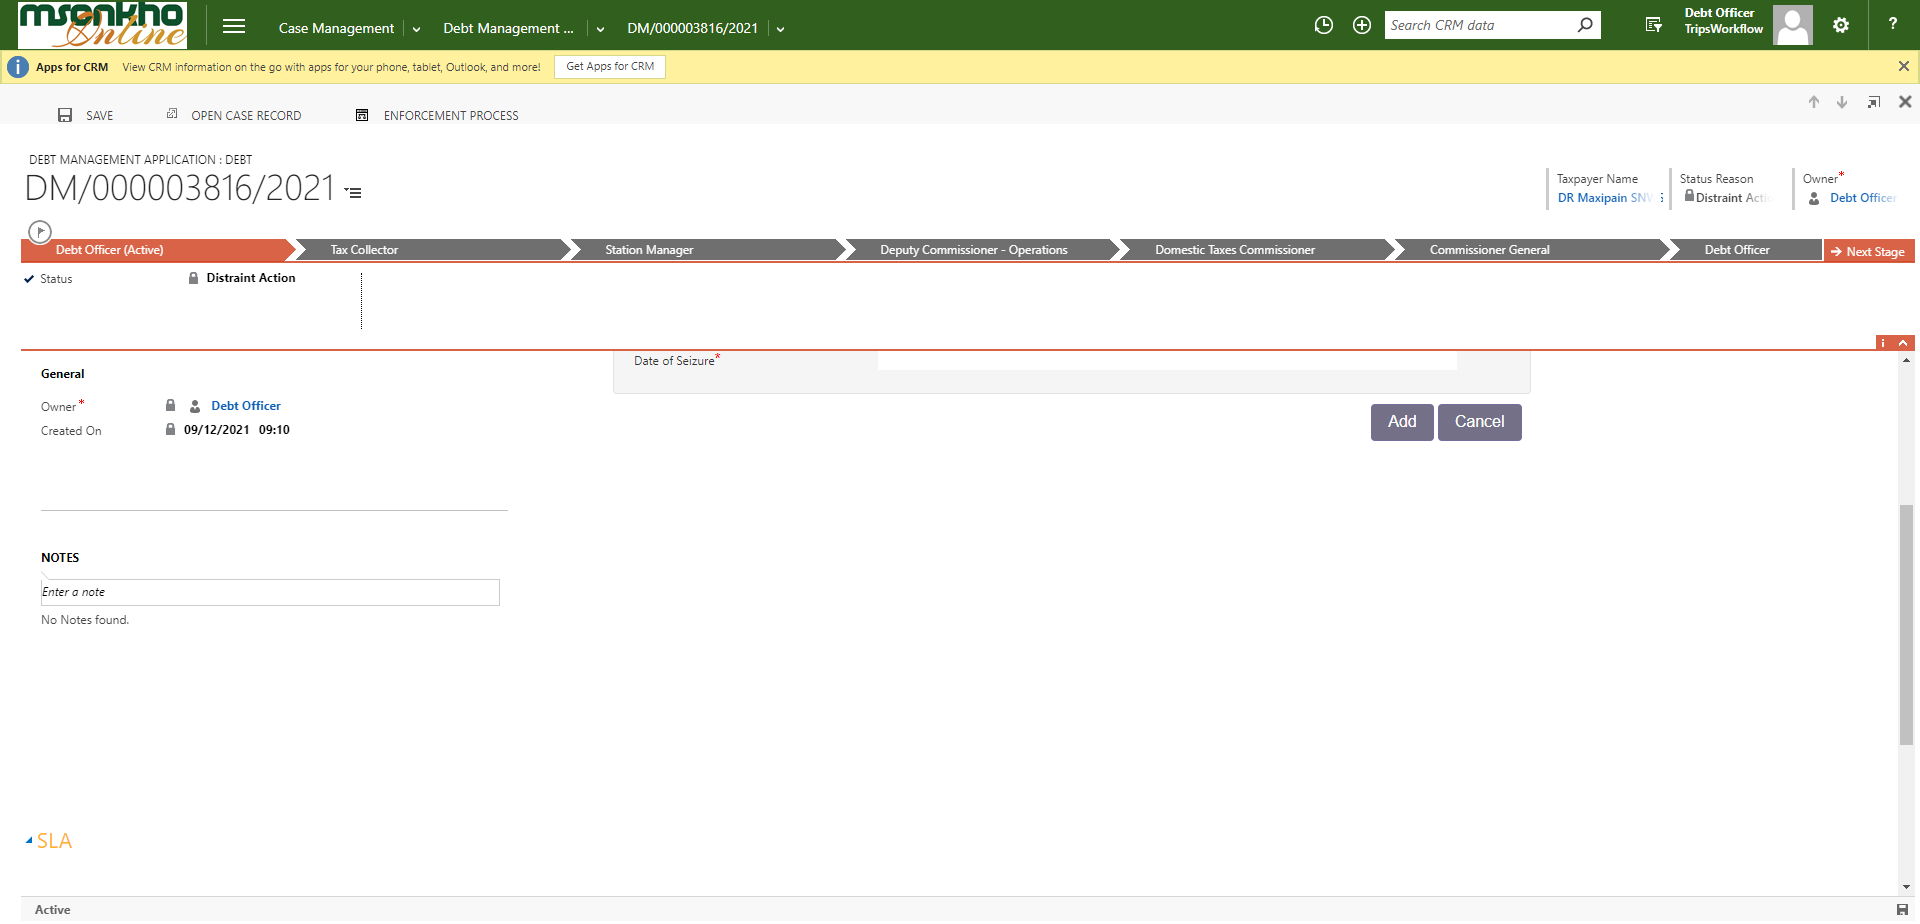 msonkho
Online
Case Management
Debt Management ...
DM/000003816/2021
Search CRM data
Debt Officer
TripsWorkflow
?
Apps for CRM
View CRM information on the go with apps for your phone, tablet, Outlook, and more!
Get Apps for CRM
SAVE
OPEN CASE RECORD
ENFORCEMENT PROCESS
DEBT MANAGEMENT APPLICATION : DEBT
DM/000003816/2021
Taxpayer Name
DR Maxipain SNV
Status Reason
Distraint Acti
Owner*
Debt Officer
Debt Officer (Active)
Tax Collector
Station Manager
Deputy Commissioner - Operations
Domestic Taxes Commissioner
Commissioner General
Debt Officer
Next Stage
Status
Distraint Action
Date of Seizure*
General
Owner*
Debt Officer
Created On
09/12/2021 09:10
Add
Cancel
NOTES
Enter a note
No Notes found.
SLA
Active